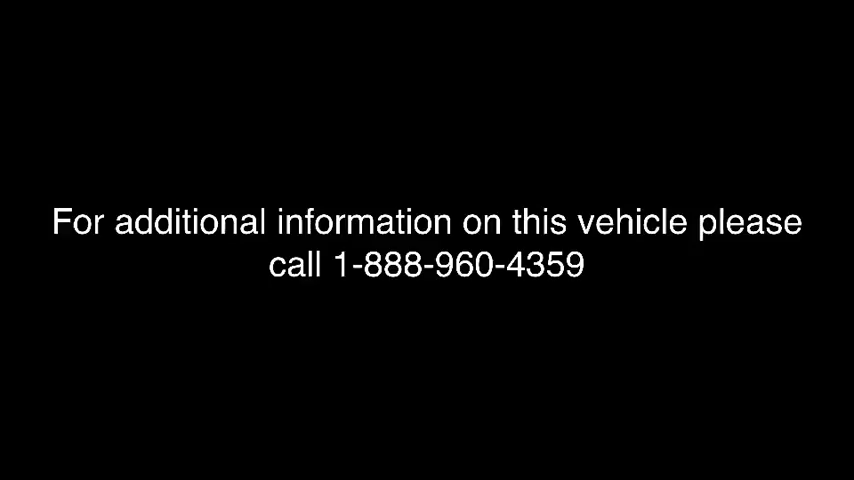 For additional information on this vehicle please
call 1-888-960-4359